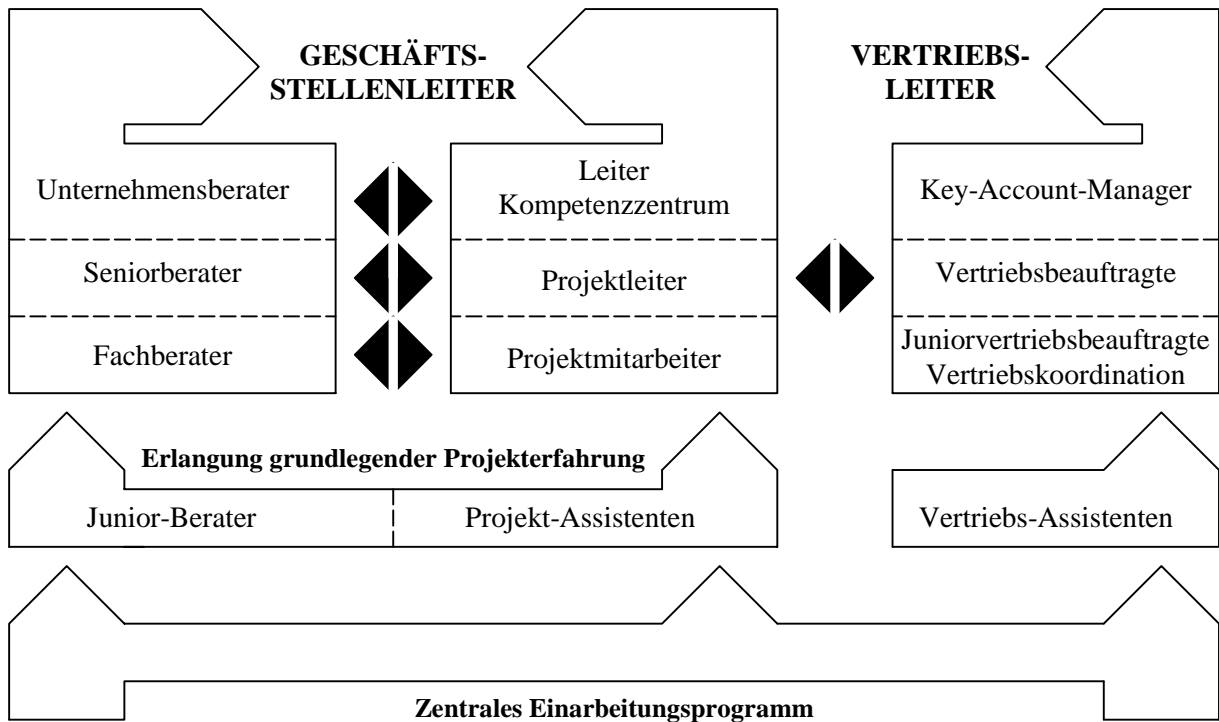 GESCHÄFTS-
STELLENLEITER
VERTRIEBS-
LEITER
Unternehmensberater
Leiter
Kompetenzzentrum
Key-Account-Manager
Seniorberater
Projektleiter
Vertriebsbeauftragte
Fachberater
Projektmitarbeiter
Juniorvertriebsbeauftragte
Vertriebskoordination
Erlangung grundlegender Projekterfahrung
Junior-Berater
Projekt-Assistenten
Vertriebs-Assistenten
Zentrales Einarbeitungsprogramm